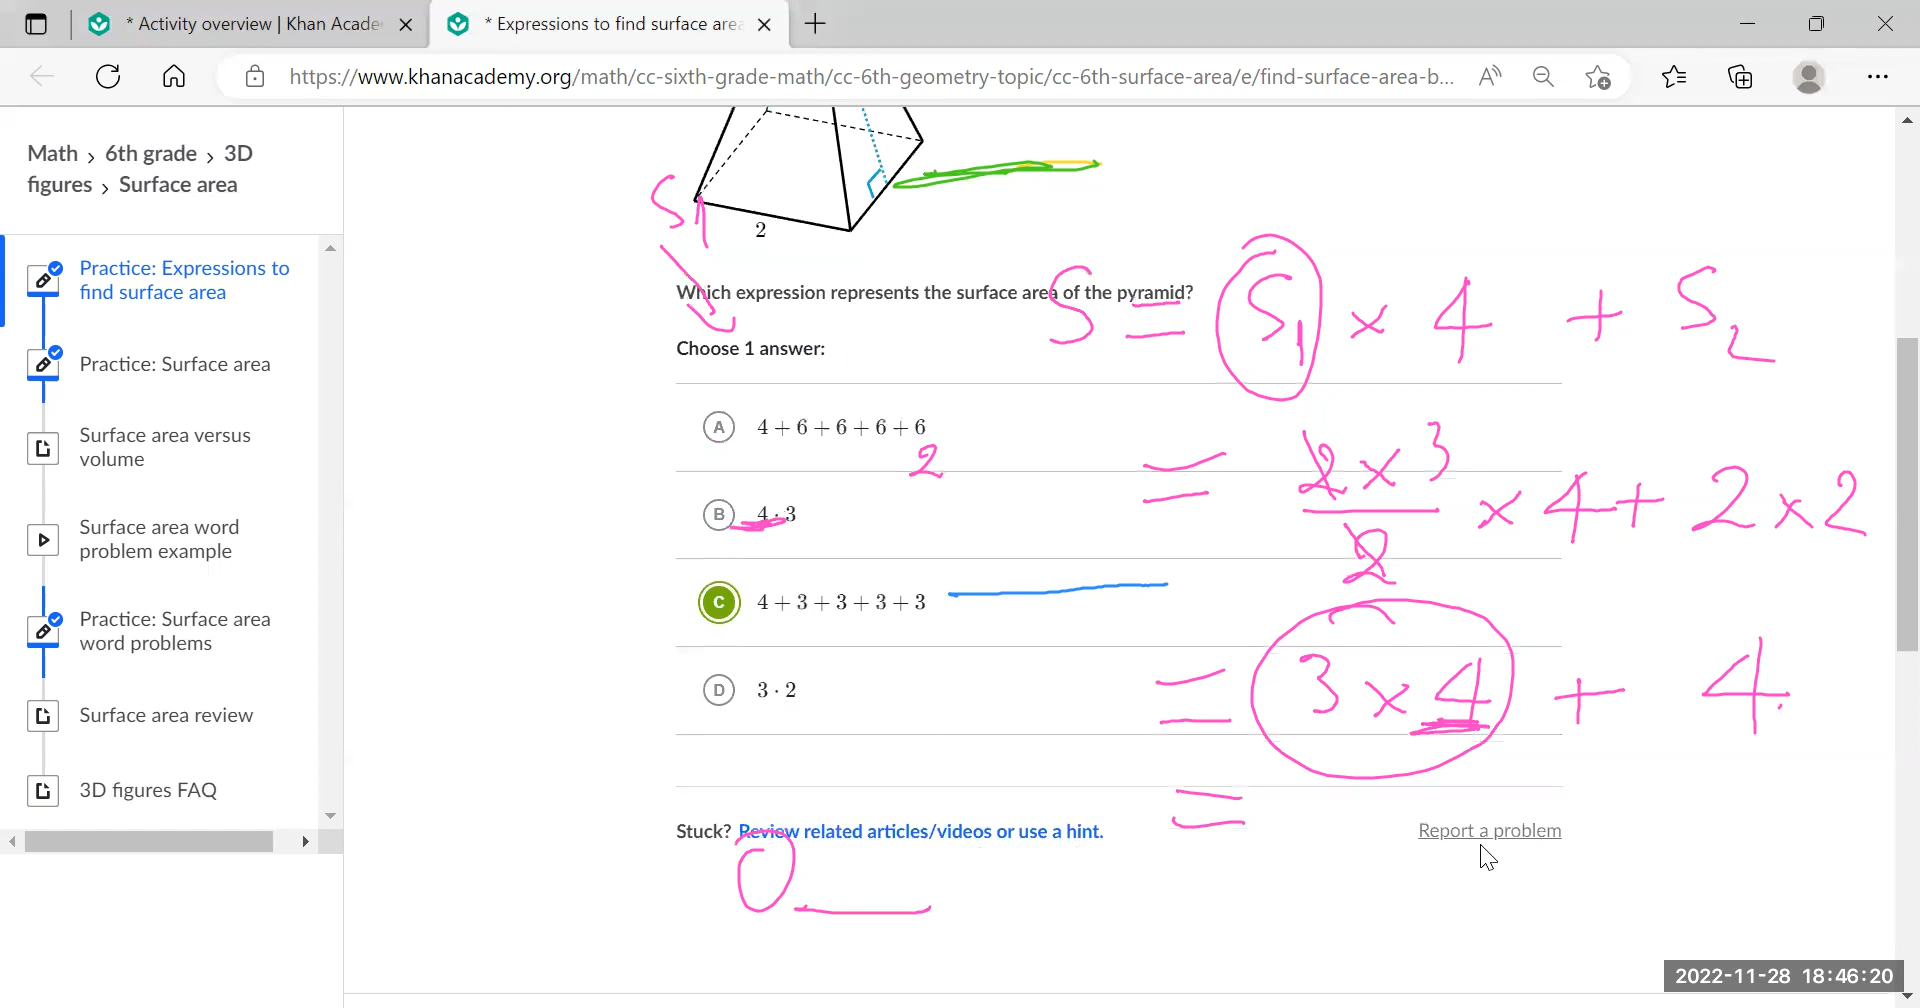 * Activity overview | Khan Acade
* Expressions to find surface area
https://www.khanacademy.org/math/cc-sixth-grade-math/cc-6th-geometry-topic/cc-6th-surface-area/e/find-surface-area-b...
Math › 6th grade › 3D
figures › Surface area
Practice: Expressions to
find surface area
Practice: Surface area
Surface area versus
volume
Surface area word
problem example
Practice: Surface area
word problems
Surface area review
3D figures FAQ
S1
2
Which expression represents the surface area of the pyramid?
S = S1 × 4 + S2
Choose 1 answer:
A 4 + 6 + 6 + 6 + 6
2
= 2 × 3 / 2 × 4 + 2 × 2
B 4 · 3
C 4 + 3 + 3 + 3 + 3
= 3 × 4 + 4.
D 3 · 2
=
Stuck? Review related articles/videos or use a hint.
Report a problem
2022-11-28 18:46:20